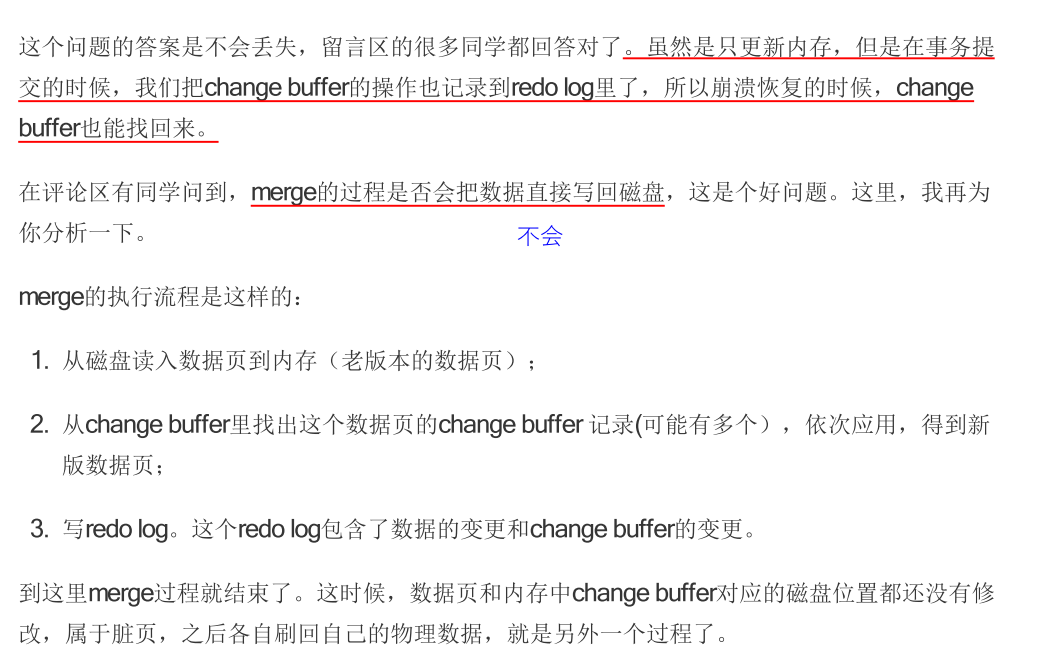 这个问题的答案是不会丢失，留言区的很多同学都回答对了。虽然是只更新内存，但是在事务提
交的时候，我们把change buffer的操作也记录到redo log里了，所以崩溃恢复的时候，change
buffer也能找回来。
在评论区有同学问到，merge的过程是否会把数据直接写回磁盘，这是个好问题。这里，我再为
你分析一下。
不会
merge的执行流程是这样的：
1. 从磁盘读入数据页到内存（老版本的数据页）；
2. 从change buffer里找出这个数据页的change buffer 记录(可能有多个），依次应用，得到新
版数据页；
3. 写redo log。这个redo log包含了数据的变更和change buffer的变更。
到这里merge过程就结束了。这时候，数据页和内存中change buffer对应的磁盘位置都还没有修
改，属于脏页，之后各自刷回自己的物理数据，就是另外一个过程了。